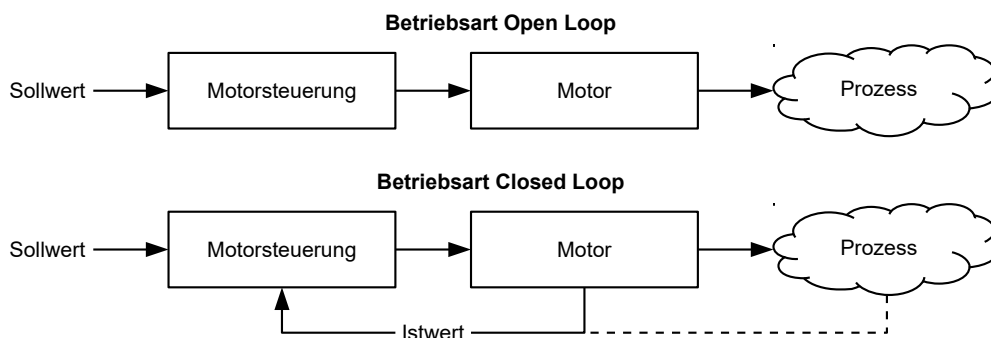 Betriebsart Open Loop
Sollwert
Motorsteuerung
Motor
Prozess
Betriebsart Closed Loop
Sollwert
Motorsteuerung
Motor
Prozess
Istwert